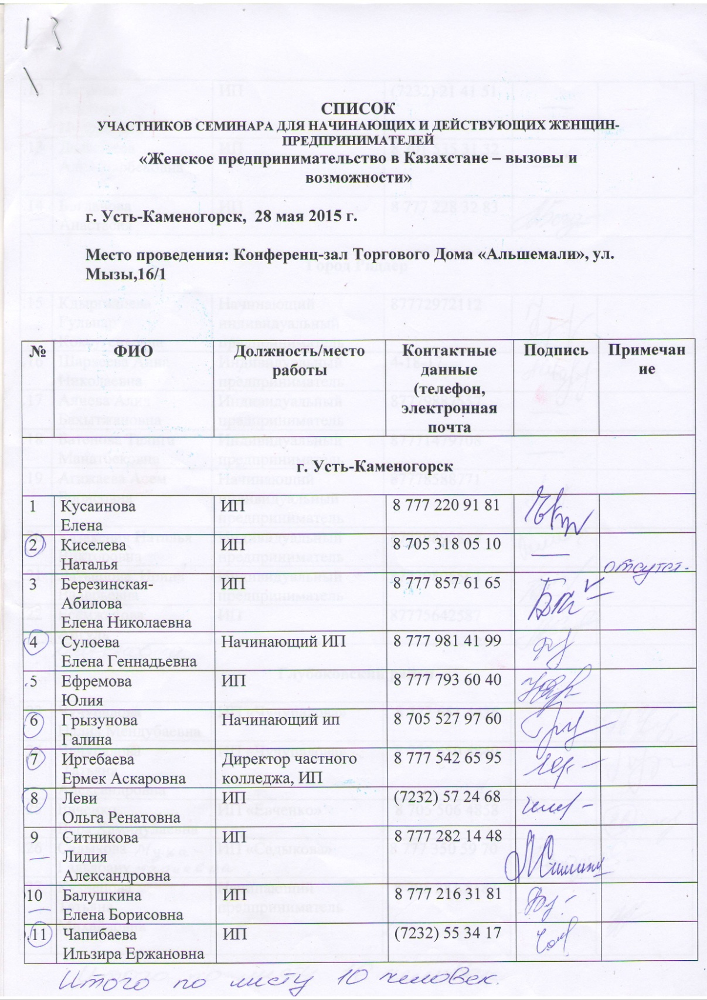 СПИСОК
УЧАСТНИКОВ СЕМИНАРА ДЛЯ НАЧИНАЮЩИХ И ДЕЙСТВУЮЩИХ ЖЕНЩИН-
ПРЕДПРИНИМАТЕЛЕЙ
«Женское предпринимательство в Казахстане – вызовы и
возможности»
г. Усть-Каменогорск, 28 мая 2015 г.
Место проведения: Конференц-зал Торгового Дома «Альшемали», ул.
Мызы,16/1
№ ФИО Должность/место Контактные Подпись Примечан
работы данные ие
(телефон,
электронная
почта
г. Усть-Каменогорск
1 Кусаинова ИП 8 777 220 91 81
Елена
2 Киселева ИП 8 705 318 05 10 —
Наталья отсутст.
3 Березинская- ИП 8 777 857 61 65
Абилова
Елена Николаевна
4 Сулоева Начинающий ИП 8 777 981 41 99
Елена Геннадьевна
5 Ефремова ИП 8 777 793 60 40
Юлия
6 Грызунова Начинающий ип 8 705 527 97 60
Галина
7 Иргебаева Директор частного 8 777 542 65 95
Ермек Аскаровна колледжа, ИП
8 Леви ИП (7232) 57 24 68
Ольга Ренатовна
9 Ситникова ИП 8 777 282 14 48
Лидия
Александровна
10 Балушкина ИП 8 777 216 31 81
Елена Борисовна
11 Чапибаева ИП (7232) 55 34 17
Ильзира Ержановна
Итого по листу 10 человек.